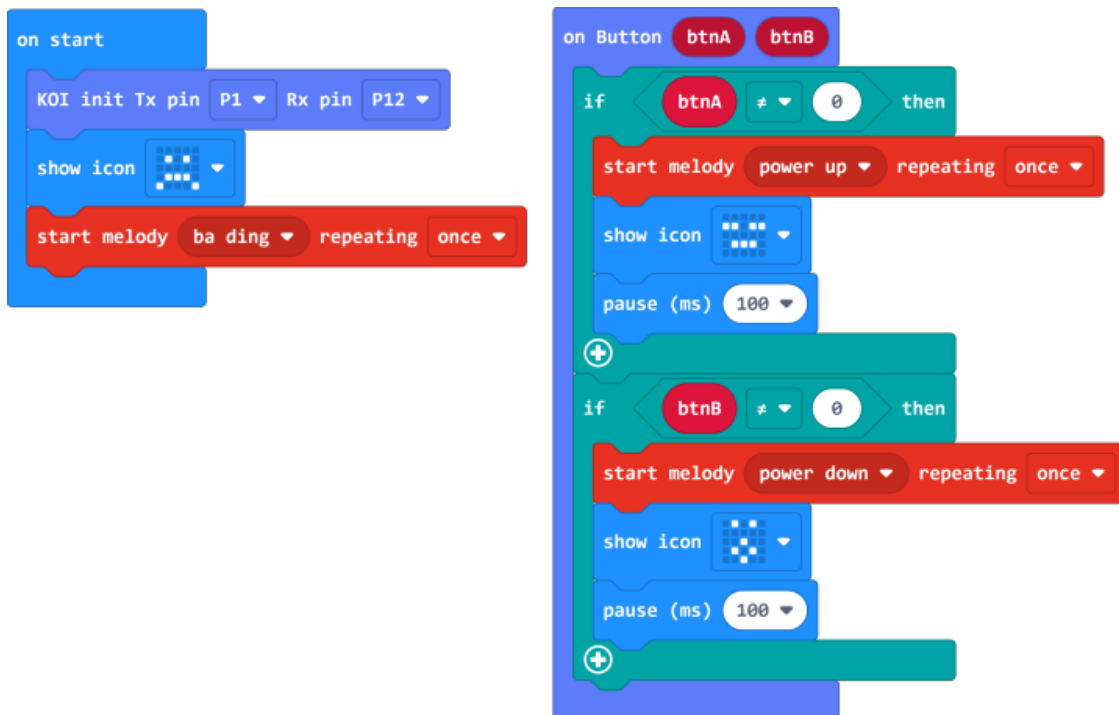 on start
KOI init Tx pin P1 Rx pin P12
show icon
start melody ba ding repeating once
on Button btnA btnB
if btnA ≠ 0 then
start melody power up repeating once
show icon
pause (ms) 100
if btnB ≠ 0 then
start melody power down repeating once
show icon
pause (ms) 100